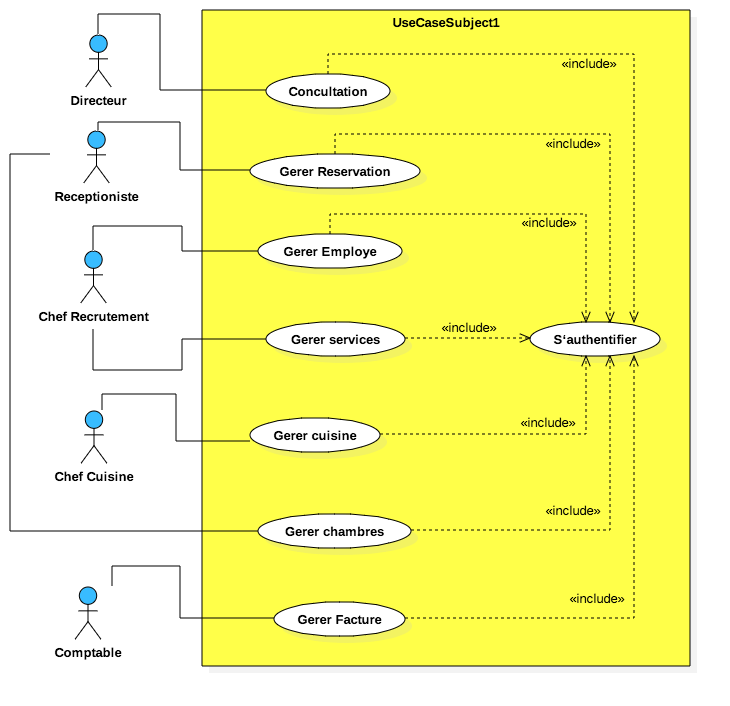 UseCaseSubject1
«include»
Concultation
Directeur
«include»
Gerer Reservation
Receptioniste
«include»
Gerer Employe
Chef Recrutement
«include»
Gerer services
S‘authentifier
«include»
Gerer cuisine
Chef Cuisine
«include»
Gerer chambres
«include»
Gerer Facture
Comptable